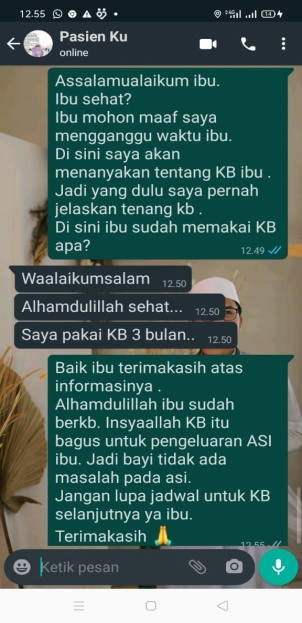 12.55
Pasien Ku
online
Assalamualaikum ibu.
Ibu sehat?
Ibu mohon maaf saya
mengganggu waktu ibu.
Di sini saya akan
menanyakan tentang KB ibu .
Jadi yang dulu saya pernah
jelaskan tenang kb .
Di sini ibu sudah memakai KB
apa?
12.49
Waalaikumsalam 12.50
Alhamdulillah sehat... 12.50
Saya pakai KB 3 bulan.. 12.50
Baik ibu terimakasih atas
informasinya .
Alhamdulillah ibu sudah
berkb. Insyaallah KB itu
bagus untuk pengeluaran ASI
ibu. Jadi bayi tidak ada
masalah pada asi.
Jangan lupa jadwal untuk KB
selanjutnya ya ibu.
Terimakasih 🙏 12.55
Ketik pesan